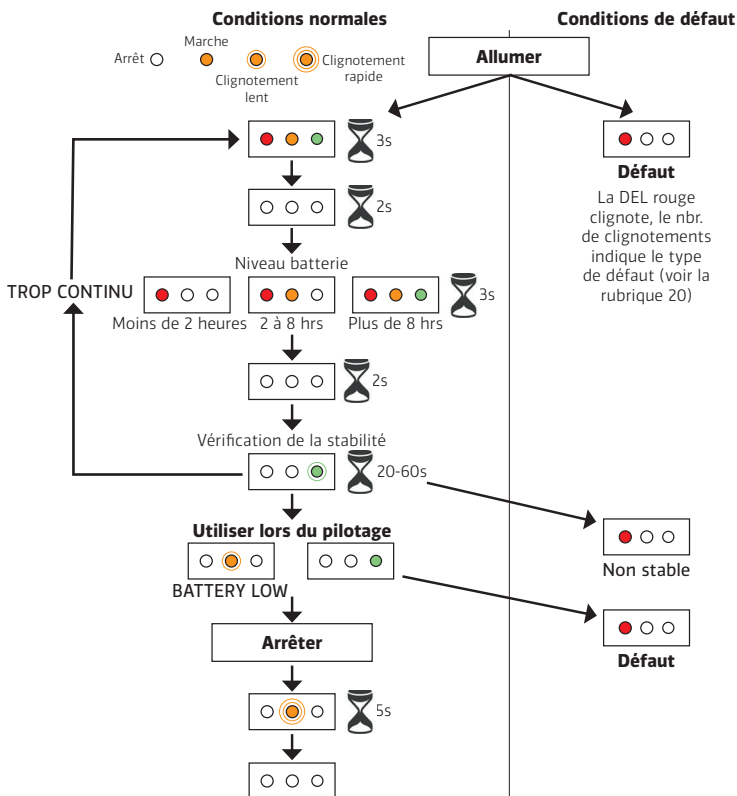 Conditions normales
Conditions de défaut
Marche
Arrêt
Clignotement
lent
Clignotement
rapide
Allumer
3s
Défaut
La DEL rouge
clignote, le nbr.
de clignotements
indique le type
de défaut (voir la
rubrique 20)
2s
Niveau batterie
TROP CONTINU
3s
Moins de 2 heures
2 à 8 hrs
Plus de 8 hrs
2s
Vérification de la stabilité
20-60s
Utiliser lors du pilotage
BATTERY LOW
Non stable
Défaut
Arrêter
5s